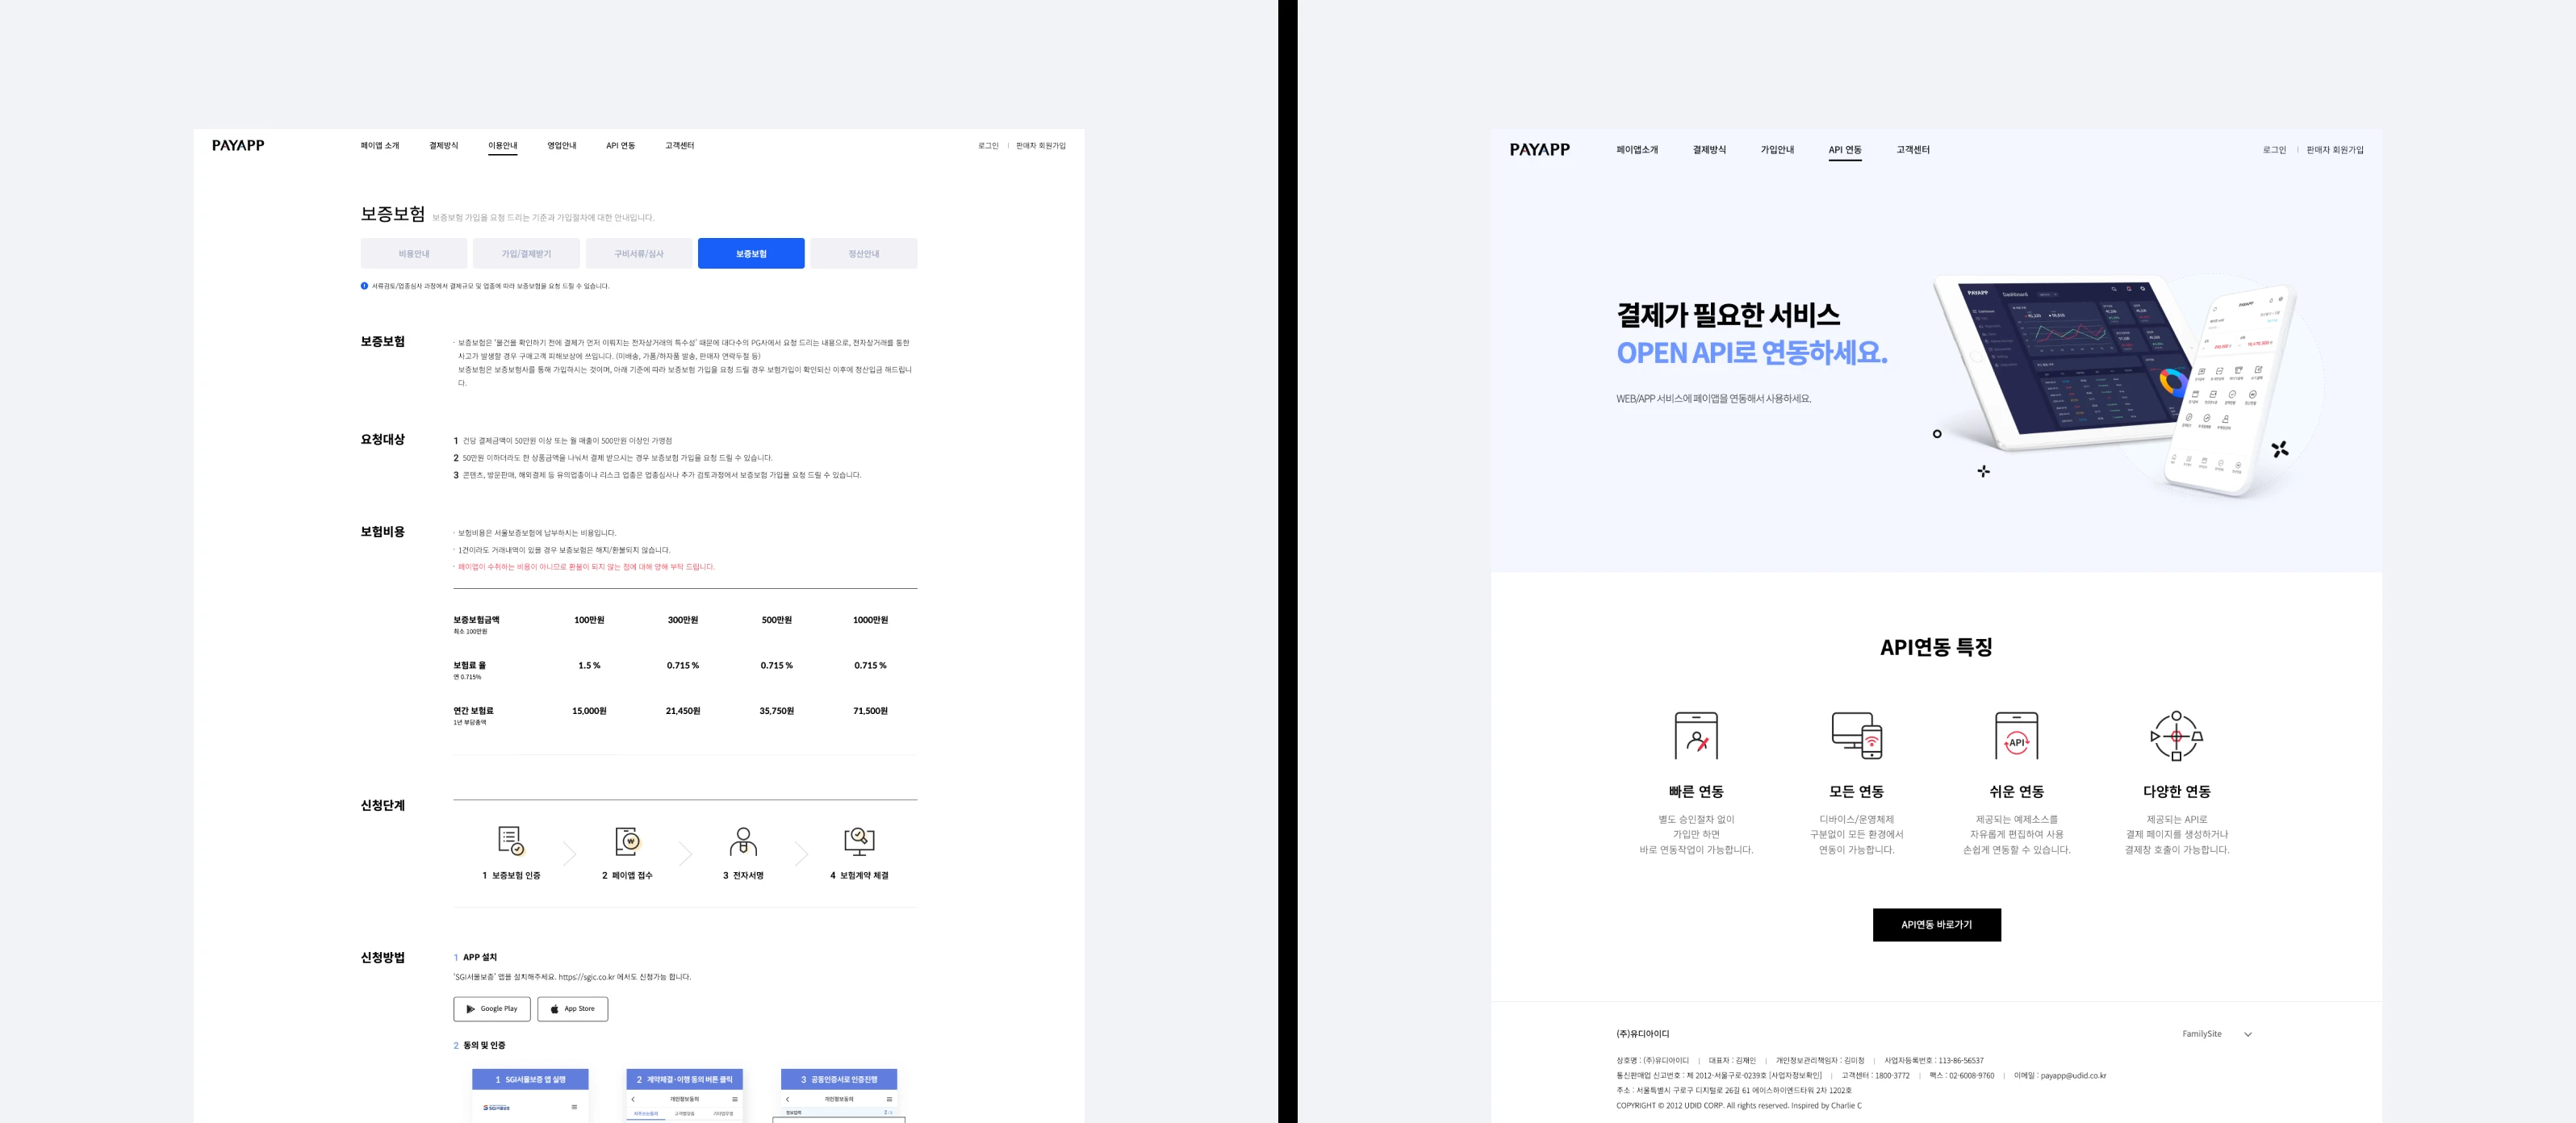 PAYAPP
페이앱 소개
결제방식
이용안내
영업안내
API 연동
고객센터
로그인 | 판매자 회원가입
보증보험 보증보험 가입을 요청 드리는 기준과 가입절차에 대한 안내입니다.
비용안내
가입/결제받기
구비서류/심사
보증보험
정산안내
서류검토/업종심사 과정에서 결제규모 및 업종에 따라 보증보험을 요청 드릴 수 있습니다.
보증보험
· 보증보험은 '물건을 확인하기 전에 결제가 먼저 이뤄지는 전자상거래의 특수성' 때문에 대다수의 PG사에서 요청 드리는 내용으로, 전자상거래를 통한
사고가 발생할 경우 구매고객 피해보상에 쓰입니다. (미배송, 가품/하자품 발송, 판매자 연락두절 등)
보증보험은 보증보험사를 통해 가입하시는 것이며, 아래 기준에 따라 보증보험 가입을 요청 드릴 경우 보험가입이 확인되신 이후에 정산입금 해드립니
다.
요청대상
1 건당 결제금액이 50만원 이상 또는 월 매출이 500만원 이상인 가맹점
2 50만원 이하더라도 한 상품금액을 나눠서 결제 받으시는 경우 보증보험 가입을 요청 드릴 수 있습니다.
3 콘텐츠, 방문판매, 해외결제 등 유의업종이나 리스크 업종은 업종심사나 추가 검토과정에서 보증보험 가입을 요청 드릴 수 있습니다.
보험비용
· 보험비용은 서울보증보험에 납부하시는 비용입니다.
· 1건이라도 거래내역이 있을 경우 보증보험은 해지/환불되지 않습니다.
· 페이앱이 수취하는 비용이 아니므로 환불이 되지 않는 점에 대해 양해 부탁 드립니다.
보증보험금액 100만원 300만원 500만원 1000만원
최소 100만원
보험료 율 1.5 % 0.715 % 0.715 % 0.715 %
연 0.715%
연간 보험료 15,000원 21,450원 35,750원 71,500원
1년 부담총액
신청단계
1 보증보험 인증
2 페이앱 접수
3 전자서명
4 보험계약 체결
신청방법
1 APP 설치
'SGI서울보증' 앱을 설치해주세요. https://sgic.co.kr 에서도 신청가능 합니다.
Google Play
App Store
2 동의 및 인증
1 SGI서울보증 앱 실행
2 계약체결·이행 동의 버튼 클릭
3 공동인증서로 인증진행
개인정보동의
개인정보동의
PAYAPP
페이앱소개
결제방식
가입안내
API 연동
고객센터
로그인 | 판매자 회원가입
결제가 필요한 서비스
OPEN API로 연동하세요.
WEB/APP 서비스에 페이앱을 연동해서 사용하세요.
PAYAPP
Dashboard
PAYAPP
API연동 특징
API
빠른 연동
별도 승인절차 없이
가입만 하면
바로 연동작업이 가능합니다.
모든 연동
디바이스/운영체제
구분없이 모든 환경에서
연동이 가능합니다.
쉬운 연동
제공되는 예제소스를
자유롭게 편집하여 사용
손쉽게 연동할 수 있습니다.
다양한 연동
제공되는 API로
결제 페이지를 생성하거나
결제창 호출이 가능합니다.
API연동 바로가기
(주)유디아이디
FamilySite
상호명 : (주)유디아이디 | 대표자 : 김재인 | 개인정보관리책임자 : 김미정 | 사업자등록번호 : 113-86-56537
통신판매업 신고번호 : 제 2012-서울구로-0239호 [사업자정보확인] | 고객센터 : 1800-3772 | 팩스 : 02-6008-9760 | 이메일 : payapp@udid.co.kr
주소 : 서울특별시 구로구 디지털로 26길 61 에이스하이엔드타워 2차 1202호
COPYRIGHT © 2012 UDID CORP. All rights reserved. Inspired by Charlie C